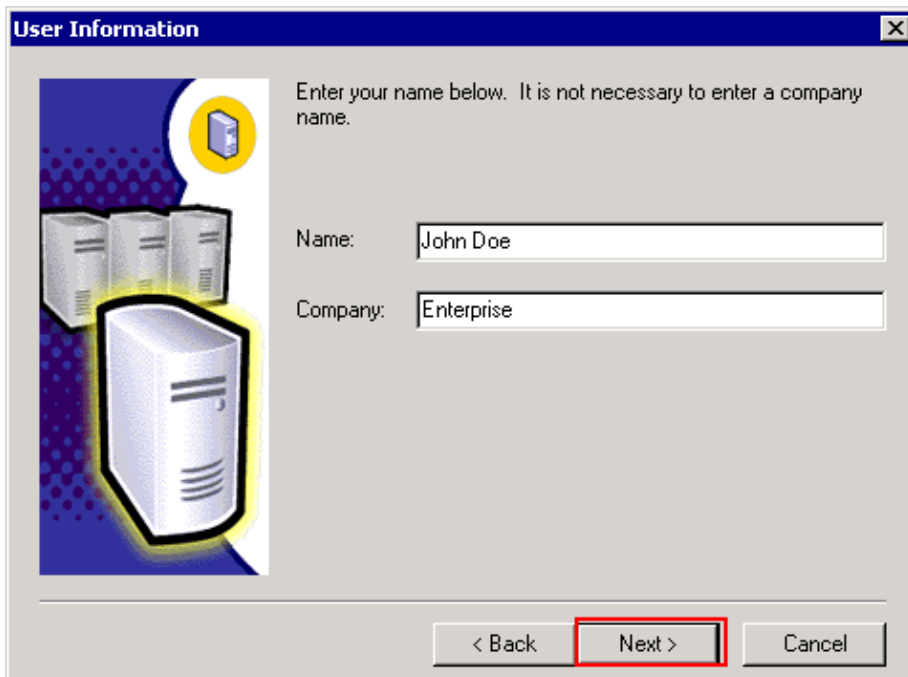 User Information
Enter your name below.  It is not necessary to enter a company
name.
Name:
John Doe
Company:
Enterprise
< Back
Next >
Cancel